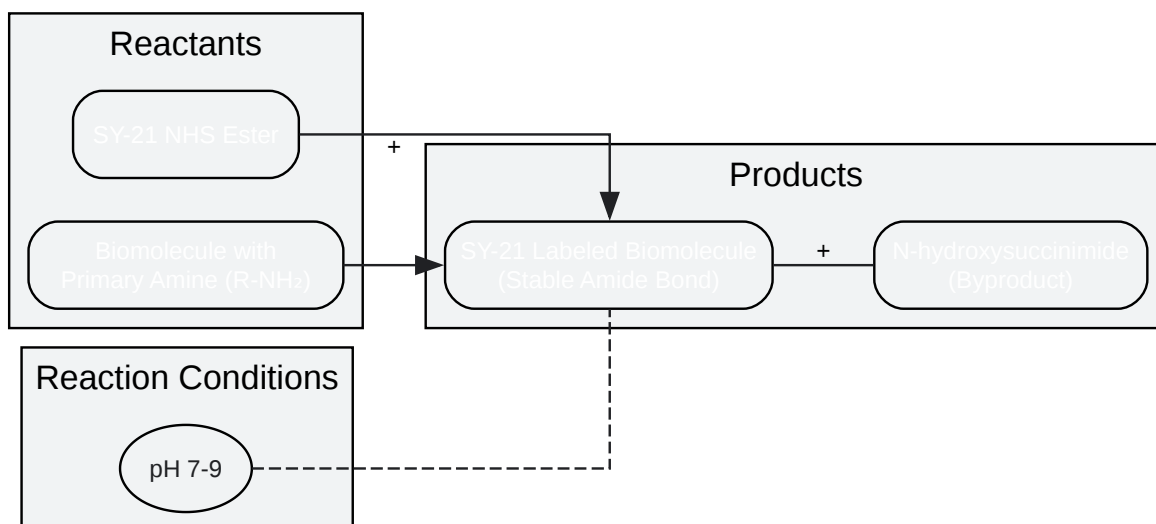 Reactants
SY-21 NHS Ester
+
Products
Biomolecule with
Primary Amine (R-NH₂)
SY-21 Labeled Biomolecule
(Stable Amide Bond)
+
N-hydroxysuccinimide
(Byproduct)
Reaction Conditions
pH 7-9